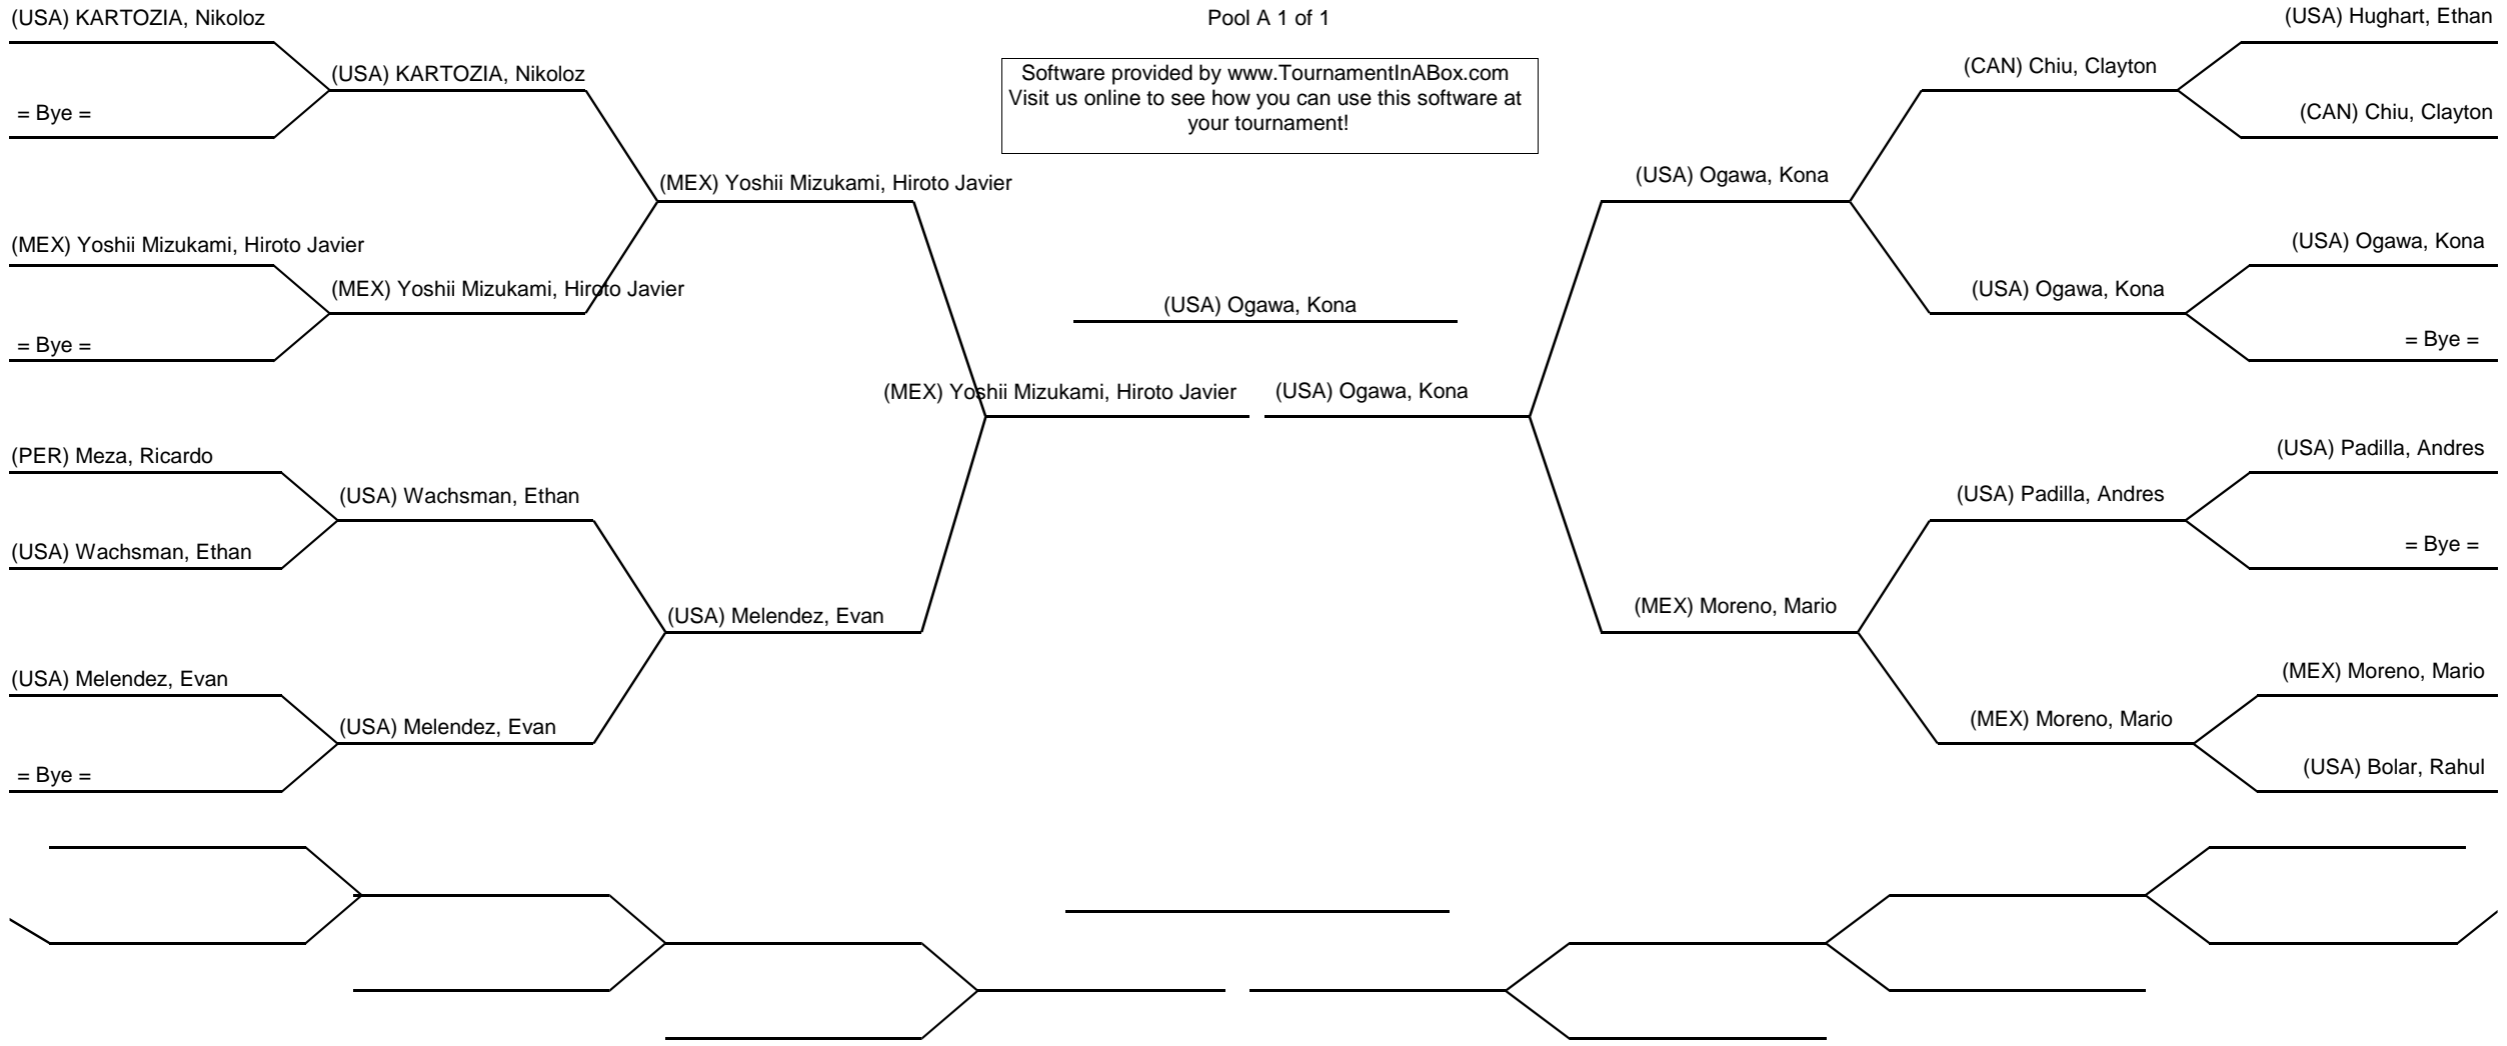 (USA) KARTOZIA, Nikoloz
= Bye =
(MEX) Yoshii Mizukami, Hiroto Javier
= Bye =
(PER) Meza, Ricardo
(USA) Wachsman, Ethan
(USA) Melendez, Evan
= Bye =
(USA) KARTOZIA, Nikoloz
(MEX) Yoshii Mizukami, Hiroto Javier
(USA) Wachsman, Ethan
(USA) Melendez, Evan
(MEX) Yoshii Mizukami, Hiroto Javier
(USA) Melendez, Evan
Pool A 1 of 1
Software provided by www.TournamentInABox.com
Visit us online to see how you can use this software at
your tournament!
(USA) Ogawa, Kona
(MEX) Yoshii Mizukami, Hiroto Javier
(USA) Ogawa, Kona
(USA) Ogawa, Kona
(MEX) Moreno, Mario
(CAN) Chiu, Clayton
(USA) Ogawa, Kona
(USA) Padilla, Andres
(MEX) Moreno, Mario
(USA) Hughart, Ethan
(CAN) Chiu, Clayton
(USA) Ogawa, Kona
= Bye =
(USA) Padilla, Andres
= Bye =
(MEX) Moreno, Mario
(USA) Bolar, Rahul